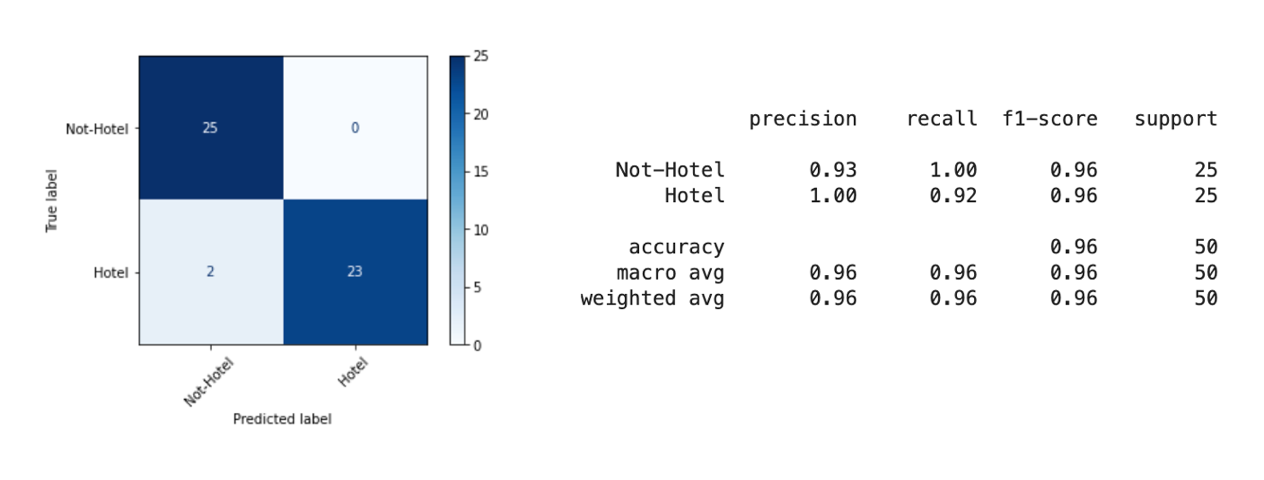 True label
Not-Hotel
25
0
Hotel
2
23
Not-Hotel
Hotel
Predicted label
25
20
15
10
5
0
precision recall f1-score support
Not-Hotel 0.93 1.00 0.96 25
Hotel 1.00 0.92 0.96 25
accuracy 0.96 50
macro avg 0.96 0.96 0.96 50
weighted avg 0.96 0.96 0.96 50